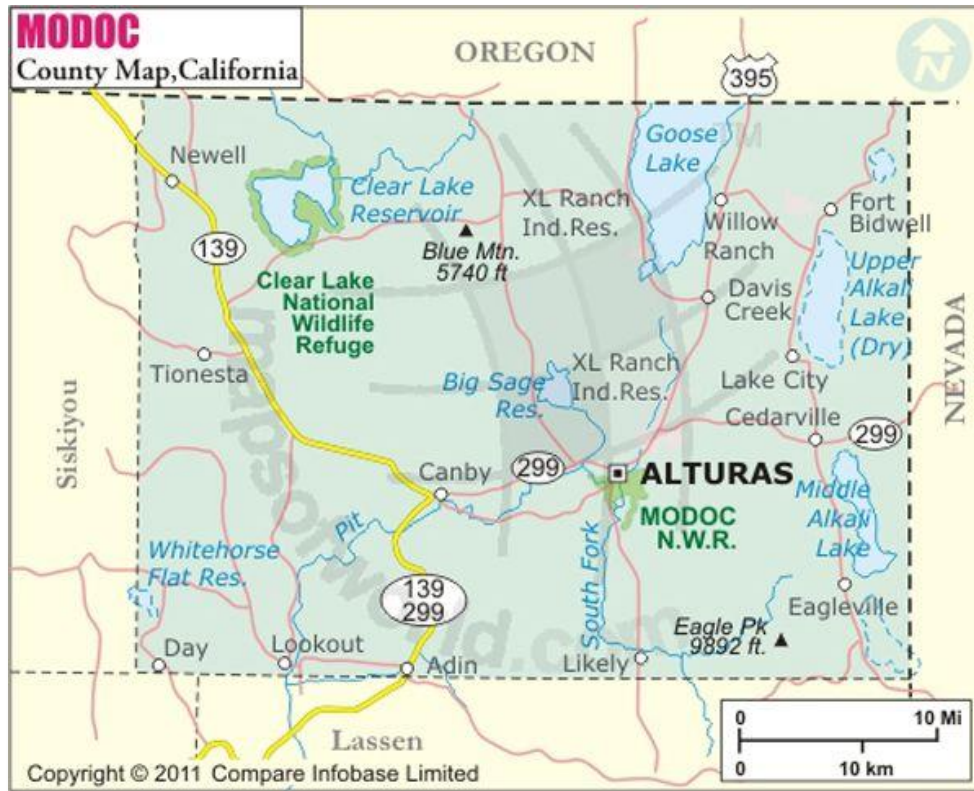 MODOC
County Map,California
OREGON
N
395
Newell
Goose
Lake
TM
Clear Lake
Reservoir
XL Ranch
Ind.Res.
Willow
Ranch
Fort
Bidwell
139
Blue Mtn.
5740 ft
Upper
Alkali
Lake
(Dry)
Clear Lake
National
Wildlife
Refuge
Davis
Creek
NEVADA
Tionesta
Big Sage
Res.
XL Ranch
Ind.Res.
Lake City
Cedarville
299
Siskiyou
Canby
299
ALTURAS
MODOC
N.W.R.
Middle
Alkali
Lake
Pit
Whitehorse
Flat Res.
139
299
South Fork
Eagleville
Eagle Pk
9892 ft.
Day
Lookout
Adin
Likely
mapsofworld.com
Lassen
0 10 Mi
0 10 km
Copyright © 2011 Compare Infobase Limited